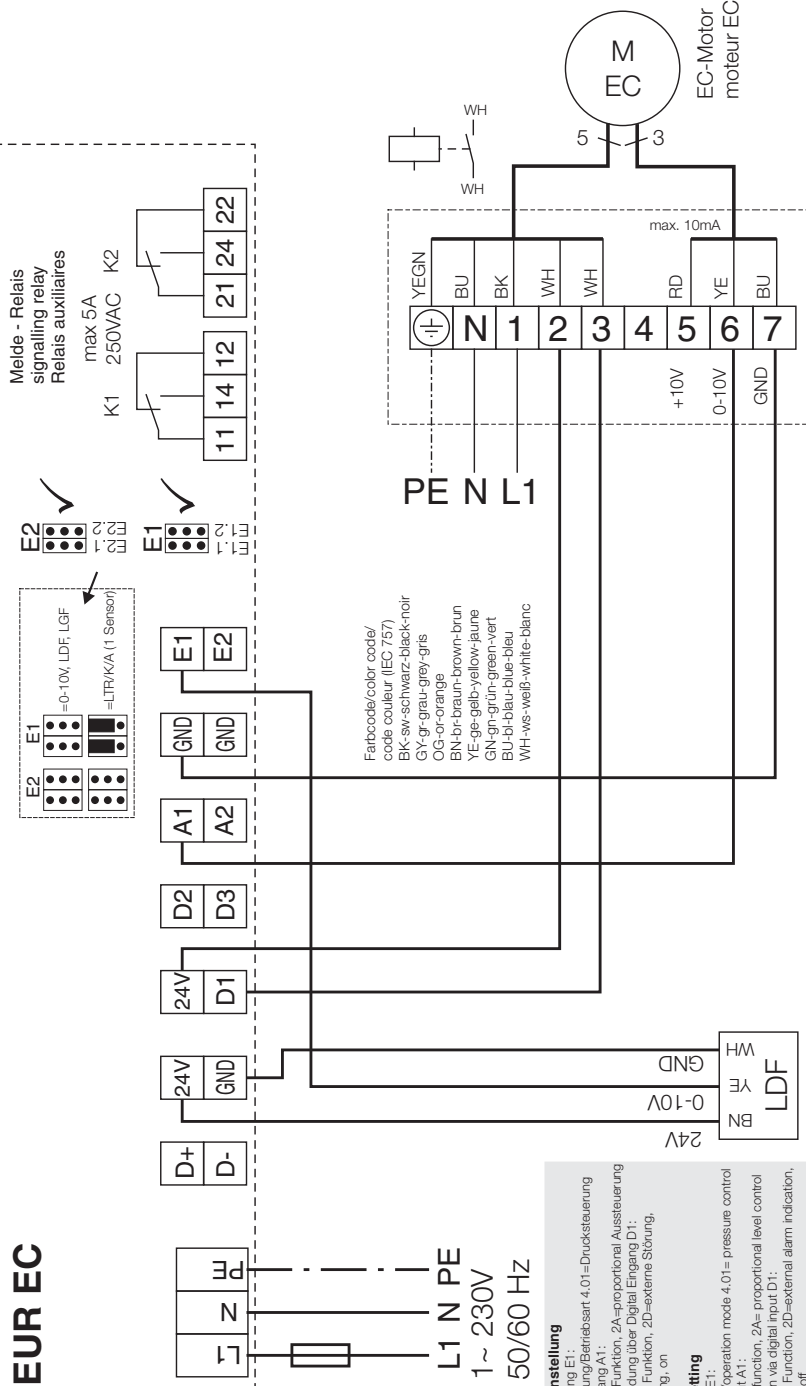 EUR EC
Melde - Relais
signalling relay
Relais auxiliaires
max 5A
250VAC
K1
K2
11
14
12
21
24
22
E2
E2.1
E2.2
E1
E1.1
E1.2
E2
E1
=0-10V, LDF, LGF
=LTR/K/A (1 Sensor)
L1
N
PE
D+
D-
24V
GND
24V
D1
D2
D3
A1
A2
GND
GND
E1
E2
L1 N PE
1~ 230V
50/60 Hz
24V
0-10V
GND
BN
YE
WH
LDF
Farbcode/color code/
code couleur (IEC 757)
BK-sw-schwarz-black-noir
GY-gr-grau-grey-gris
OG-or-orange
BN-br-braun-brown-brun
YE-ge-gelb-yellow-jaune
GN-gn-grün-green-vert
BU-bl-blau-blue-bleu
WH-ws-weiß-white-blanc
PE N L1
YEGN
BU
BK
WH
WH
RD
YE
BU
N
1
2
3
4
5
6
7
+10V
0-10V
GND
max. 10mA
WH
WH
5
3
M
EC
EC-Motor
moteur EC
E1:
4.01=Drucksteuerung
A1:
Funktion, 2A=proportional Aussteuerung
über Digital Eingang D1:
Funktion, 2D=externe Störung,
on
E1:
operation mode 4.01= pressure control
A1:
function, 2A= proportional level control
via digital input D1:
Function, 2D=external alarm indication,
off